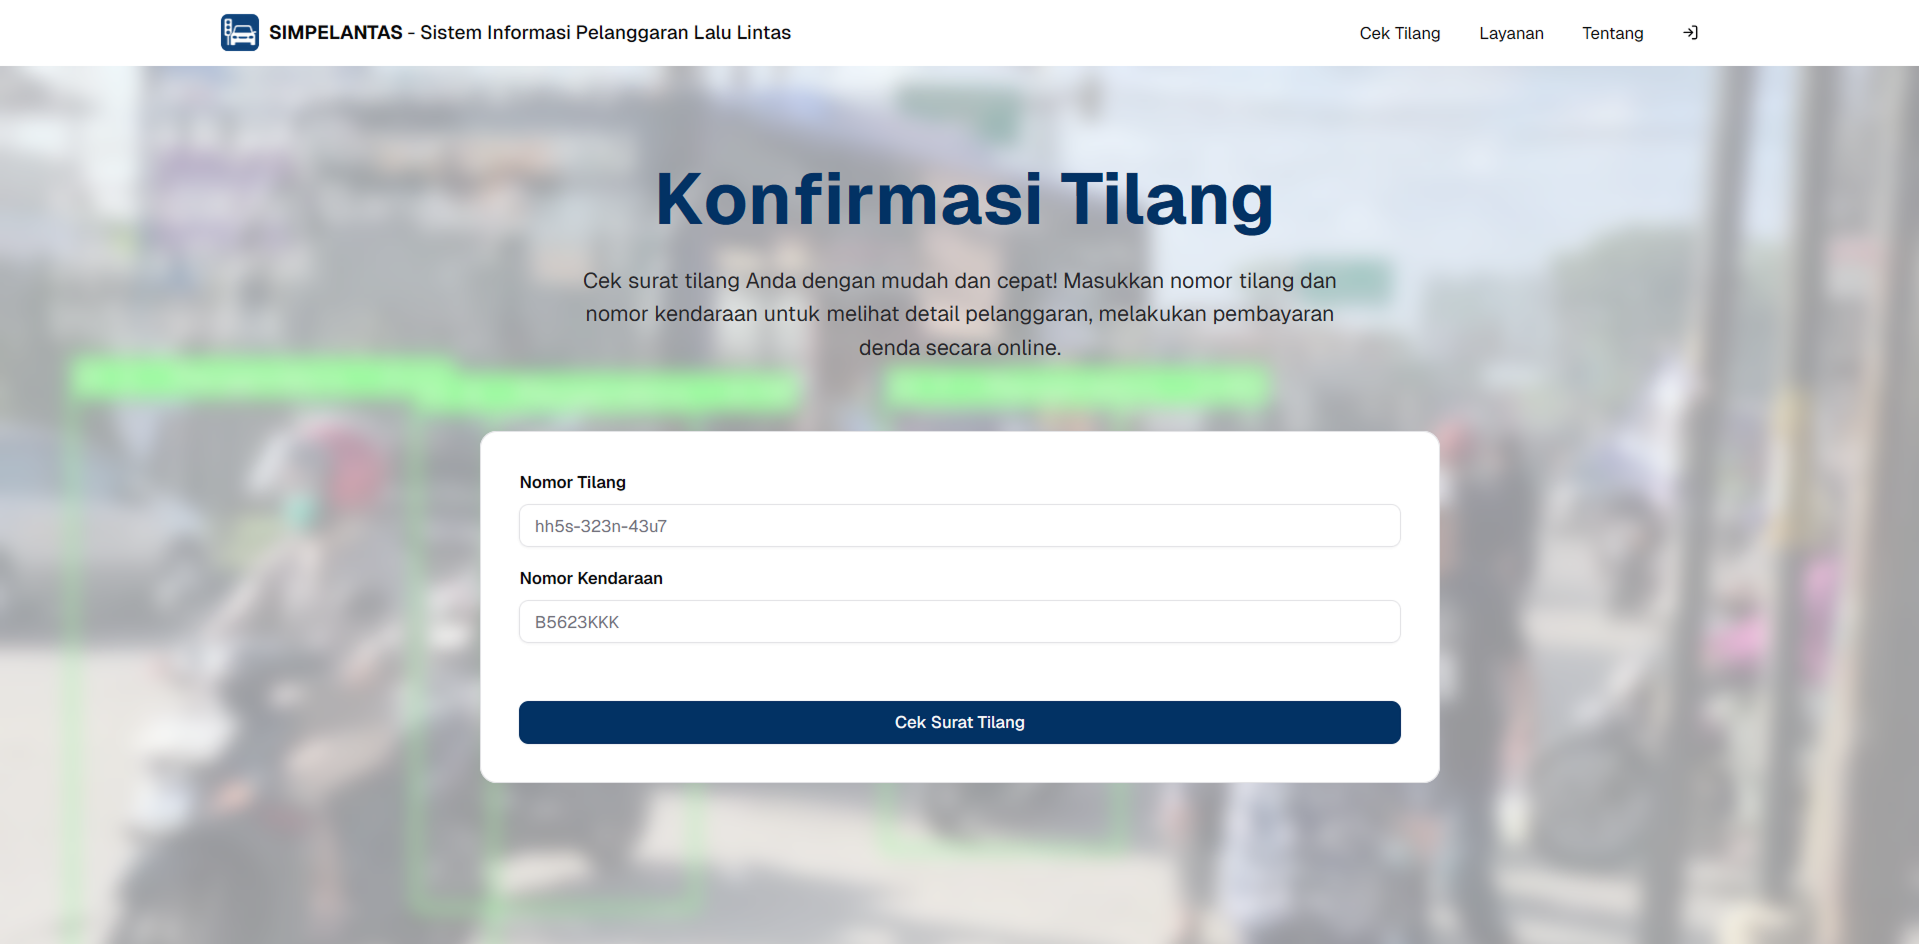 SIMPELANTAS - Sistem Informasi Pelanggaran Lalu Lintas
Cek Tilang
Layanan
Tentang
Konfirmasi Tilang
Cek surat tilang Anda dengan mudah dan cepat! Masukkan nomor tilang dan
nomor kendaraan untuk melihat detail pelanggaran, melakukan pembayaran
denda secara online.
Nomor Tilang
hh5s-323n-43u7
Nomor Kendaraan
B5623KKK
Cek Surat Tilang